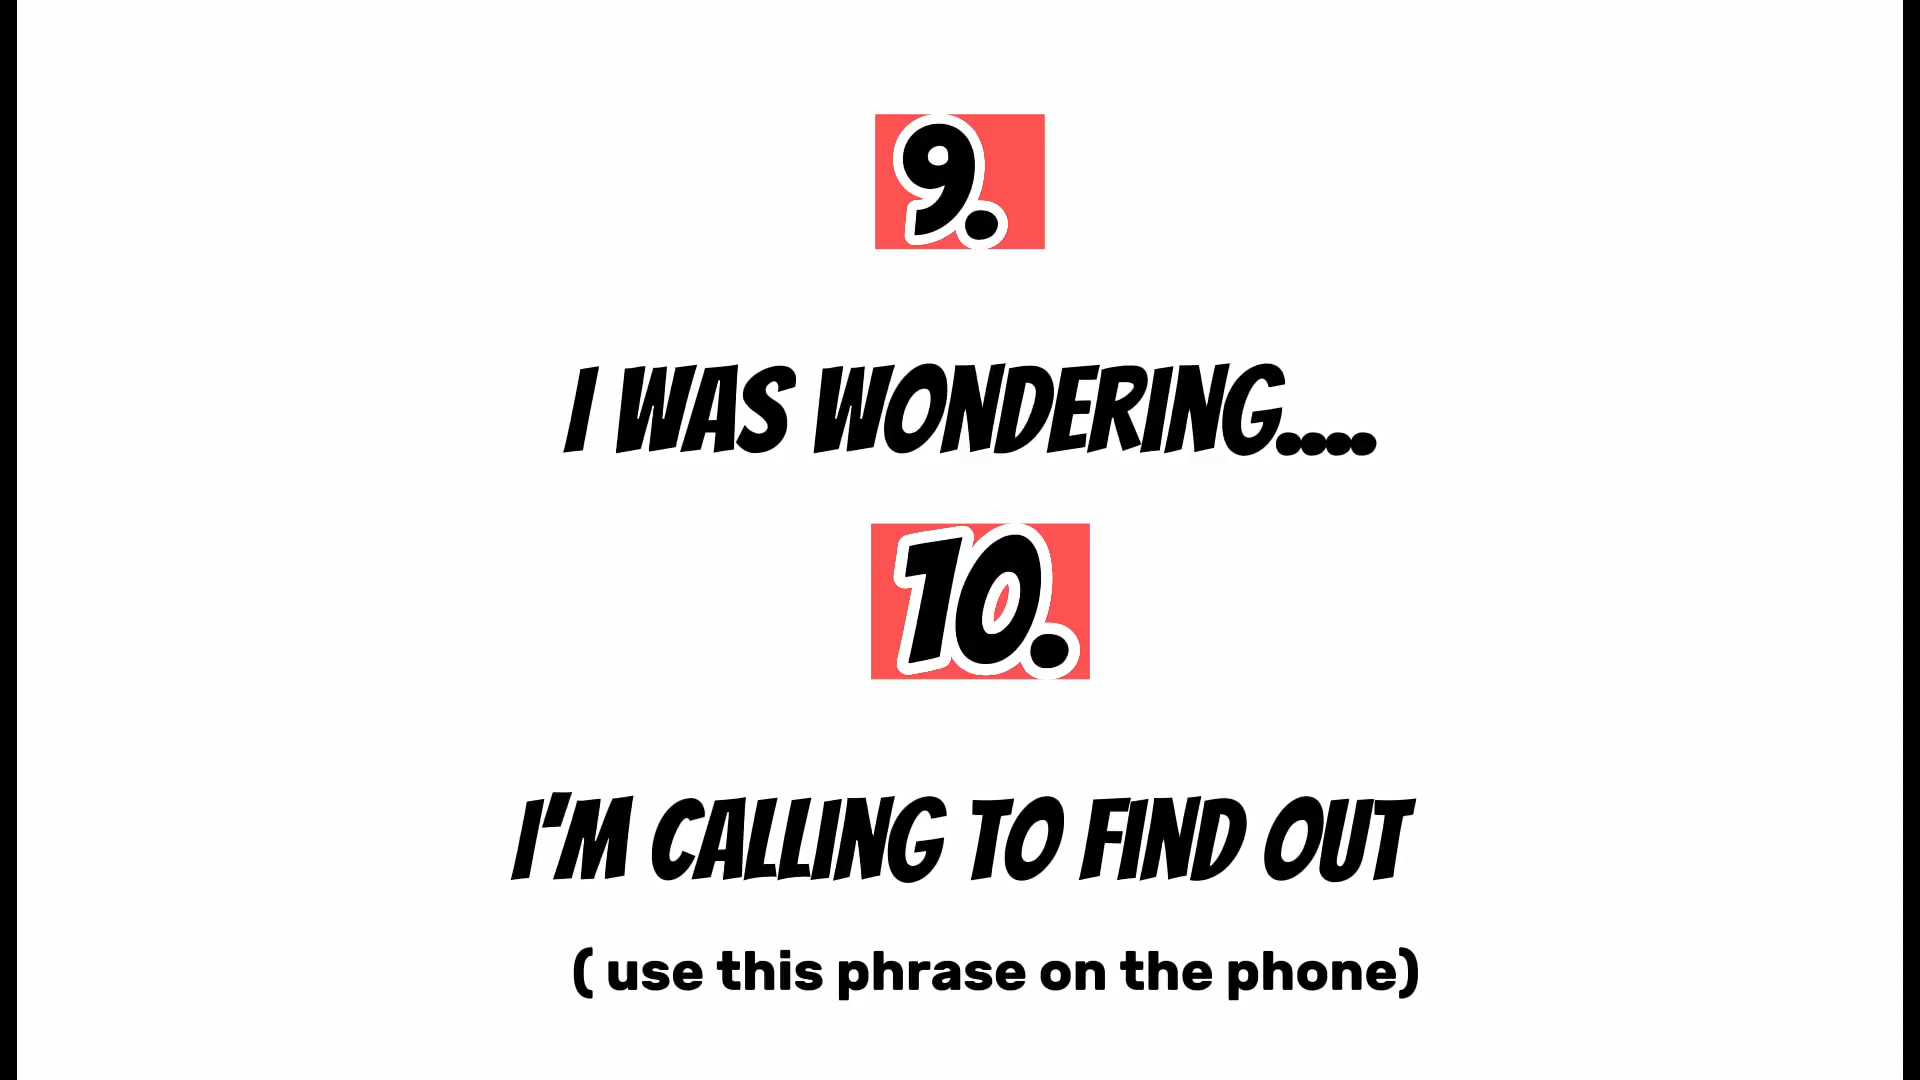 9.
I WAS WONDERING....
10.
I'M CALLING TO FIND OUT
( use this phrase on the phone)